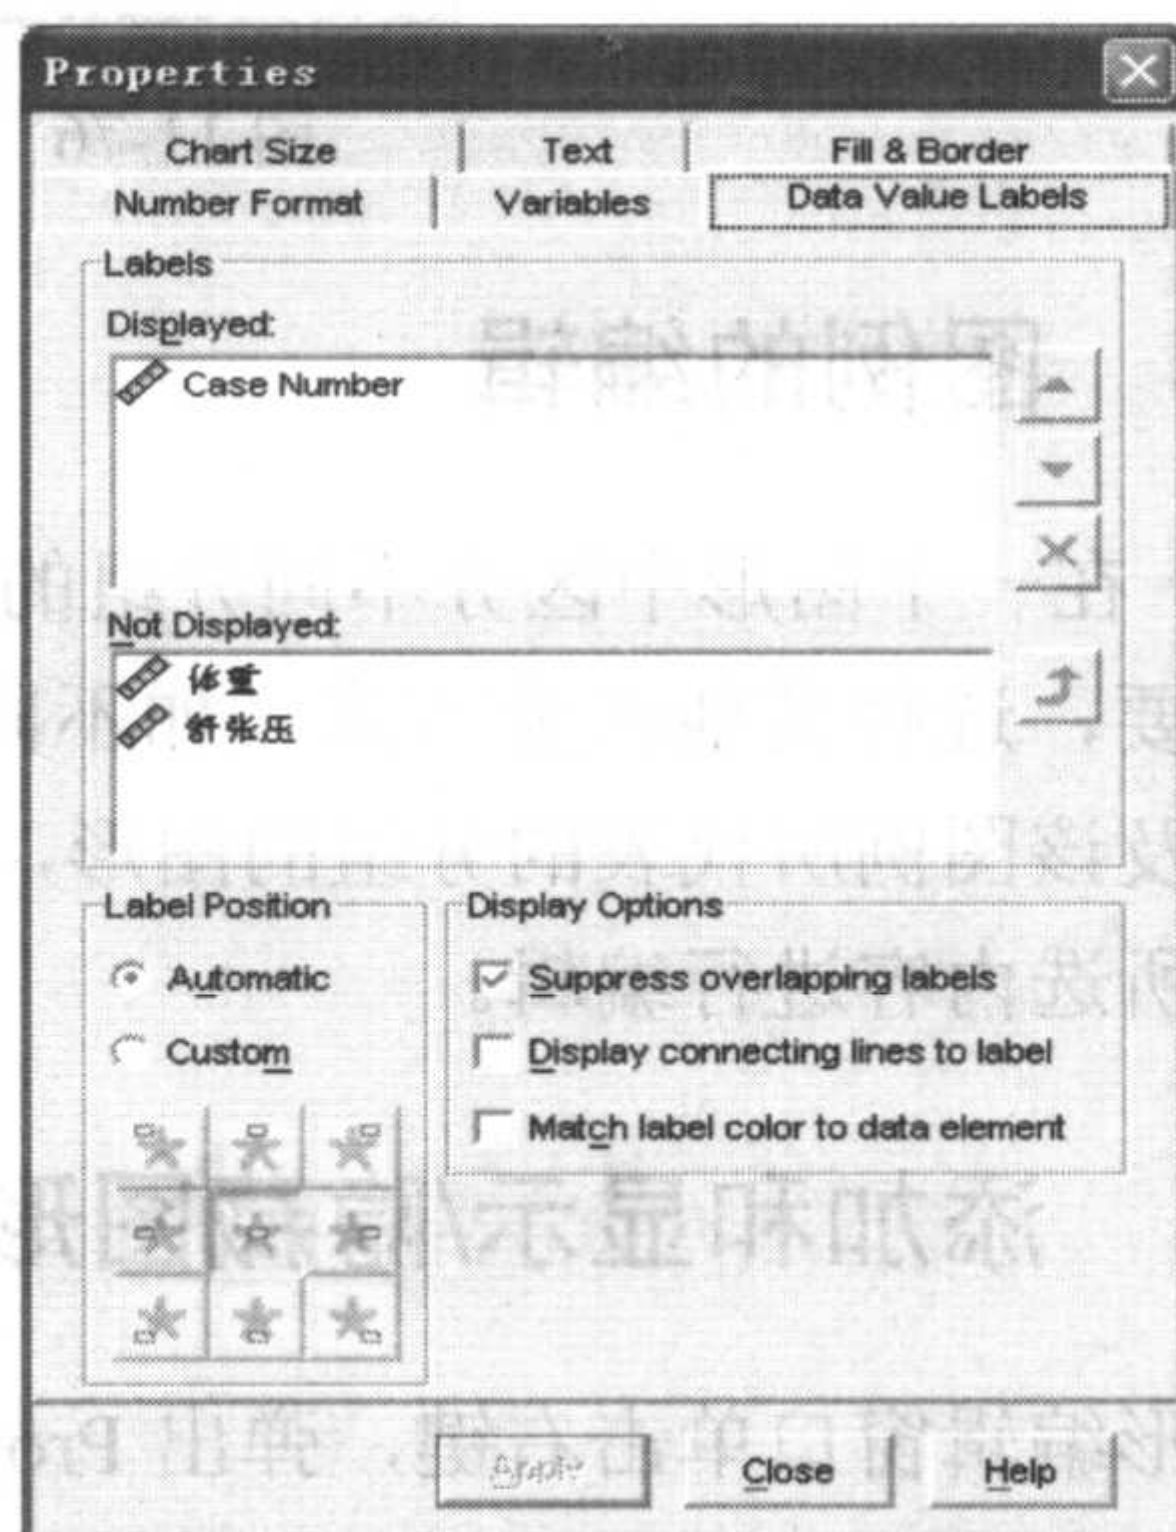 Properties
Chart Size Text Fill & Border
Number Format Variables Data Value Labels
Labels
Displayed:
Case Number
Not Displayed:
体重
舒张压
Label Position
Automatic
Custom
Display Options
Suppress overlapping labels
Display connecting lines to label
Match label color to data element
Apply Close Help